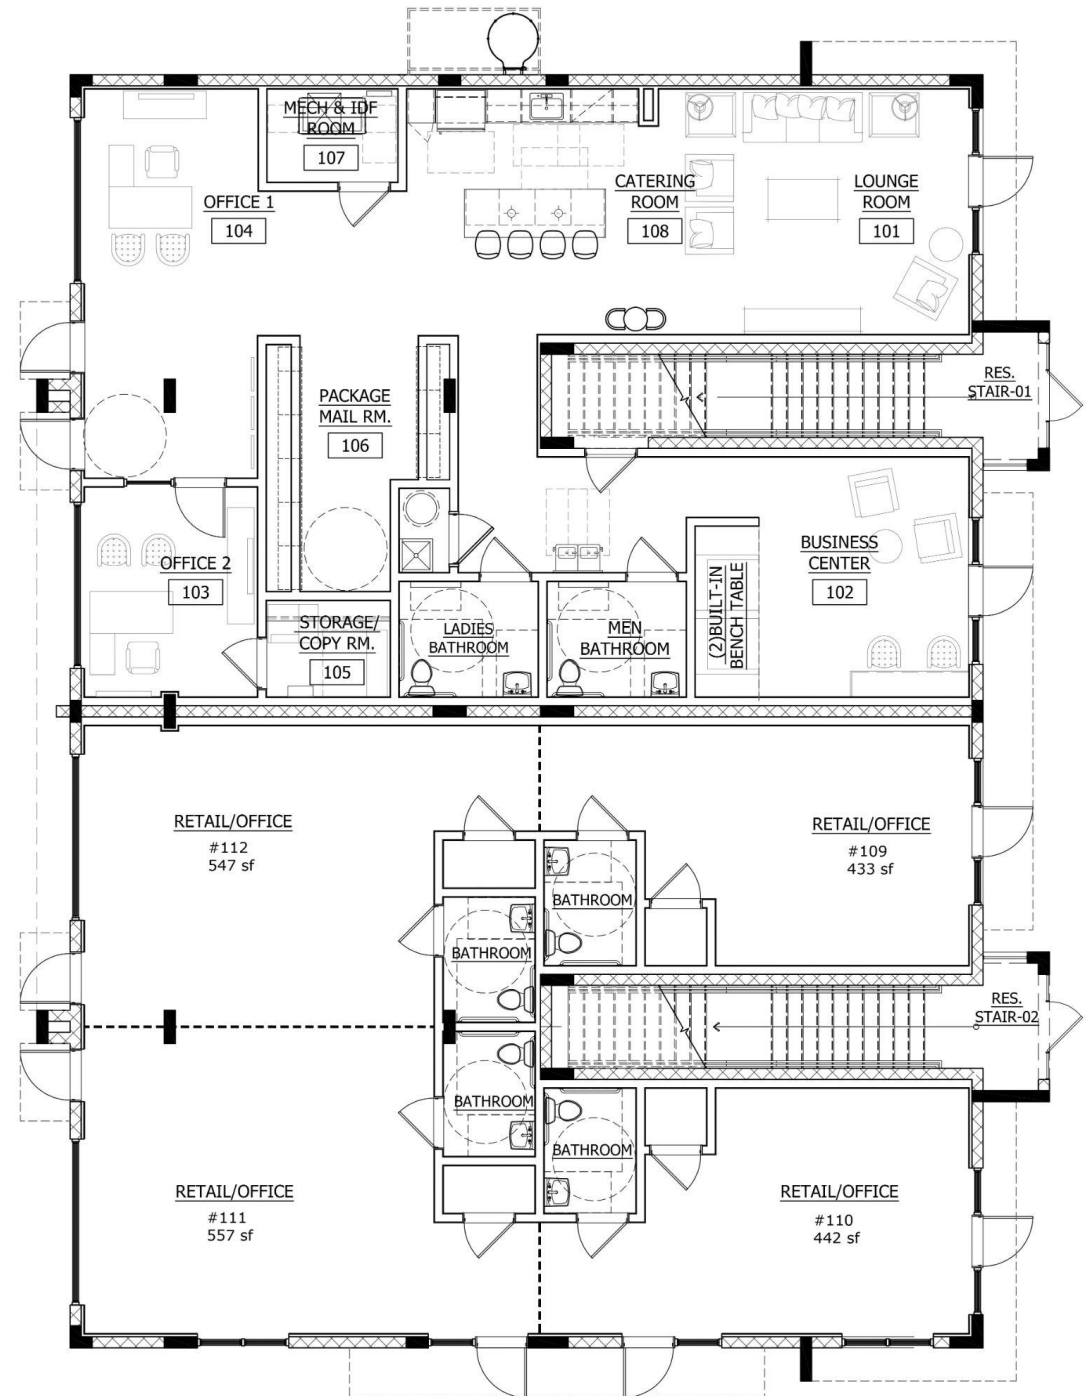 MECH & IDF
ROOM
107
OFFICE 1
104
CATERING
ROOM
108
LOUNGE
ROOM
101
RES.
STAIR-01
PACKAGE
MAIL RM.
106
BUSINESS
CENTER
102
(2)BUILT-IN
BENCH TABLE
OFFICE 2
103
STORAGE/
COPY RM.
105
LADIES
BATHROOM
MEN
BATHROOM
RETAIL/OFFICE
#112
547 sf
RETAIL/OFFICE
#109
433 sf
BATHROOM
BATHROOM
RES.
STAIR-02
BATHROOM
BATHROOM
RETAIL/OFFICE
#111
557 sf
RETAIL/OFFICE
#110
442 sf